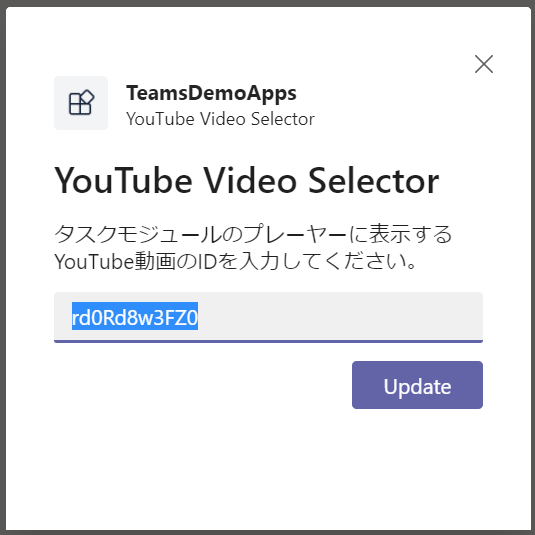 TeamsDemoApps
YouTube Video Selector
YouTube Video Selector
タスクモジュールのプレーヤーに表示する
YouTube動画のIDを入力してください。
rd0Rd8w3FZ0
Update